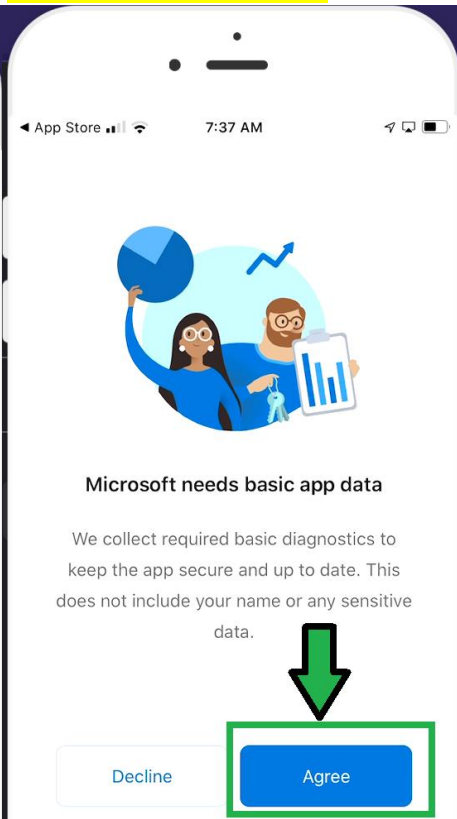 ◄ App Store 7:37 AM
Microsoft needs basic app data
We collect required basic diagnostics to
keep the app secure and up to date. This
does not include your name or any sensitive
data.
Decline Agree